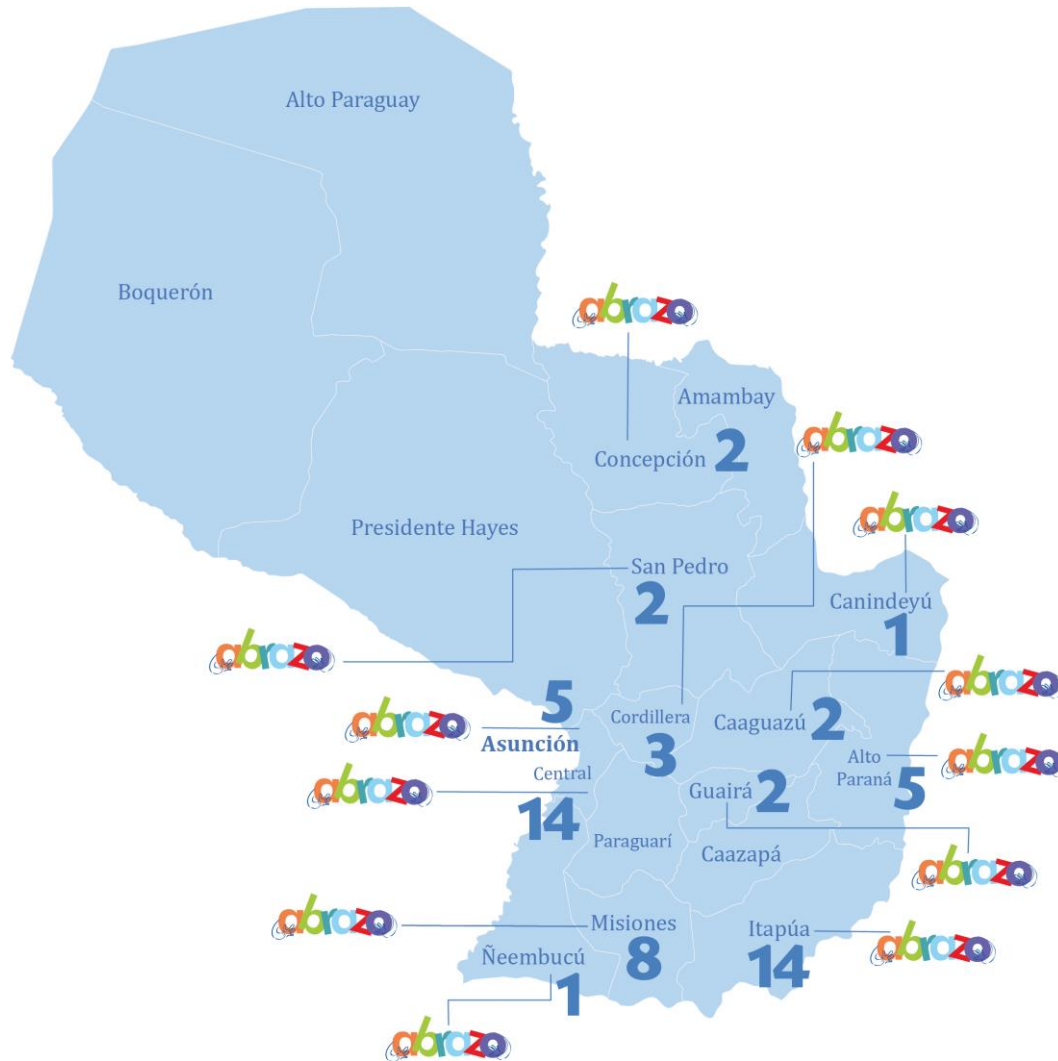 Alto Paraguay
Boquerón
abrazo
Amambay
abrazo
Concepción 2
abrazo
Presidente Hayes
San Pedro
2
Canindeyú
1
abrazo
abrazo
5
abrazo
Asunción
Cordillera
3
Caaguazú 2
Alto
Paraná
5
abrazo
Central
14
abrazo
Guairá 2
Paraguarí
Caazapá
abrazo
abrazo
Misiones
8
Itapúa
14
abrazo
Ñeembucú
1
abrazo